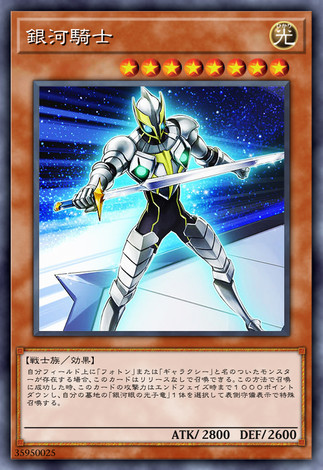 銀河騎士
光
【戦士族／効果】
自分フィールド上に「フォトン」または「ギャラクシー」と名のついたモンス
ターが存在する場合、このカードはリリースなしで召喚できる。この方法で召喚
に成功した時、このカードの攻撃力はエンドフェイズ時まで１０００ポイント
ダウンし、自分の墓地の「銀河眼の光子竜」１体を選択して表側守備表示で特殊
召喚する。
ATK/ 2800 DEF/2600
35950025